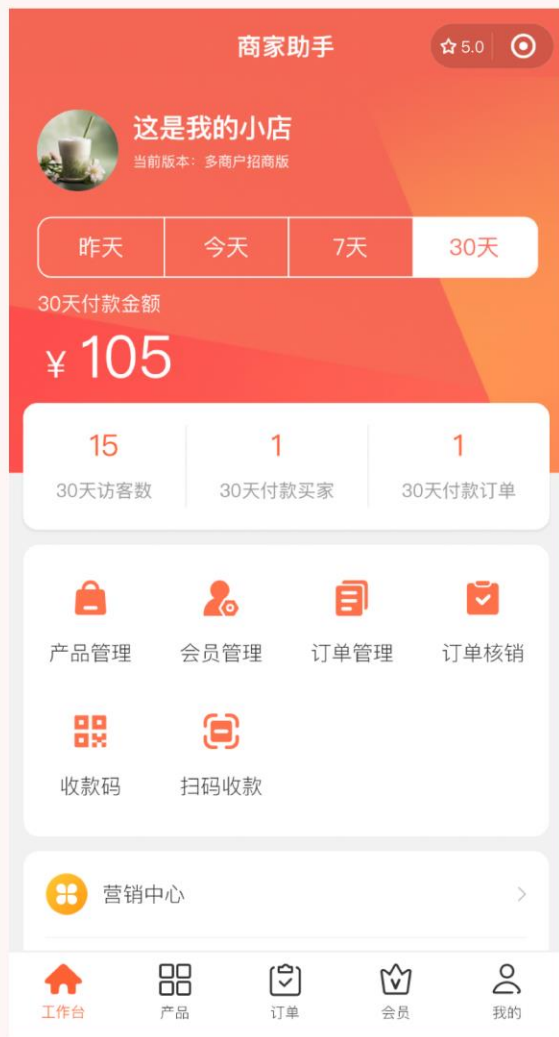 商家助手
5.0
这是我的小店
当前版本：多商户招商版
昨天 今天 7天 30天
30天付款金额
¥ 105
15 1 1
30天访客数 30天付款买家 30天付款订单
产品管理 会员管理 订单管理 订单核销
收款码 扫码收款
营销中心
工作台 产品 订单 会员 我的